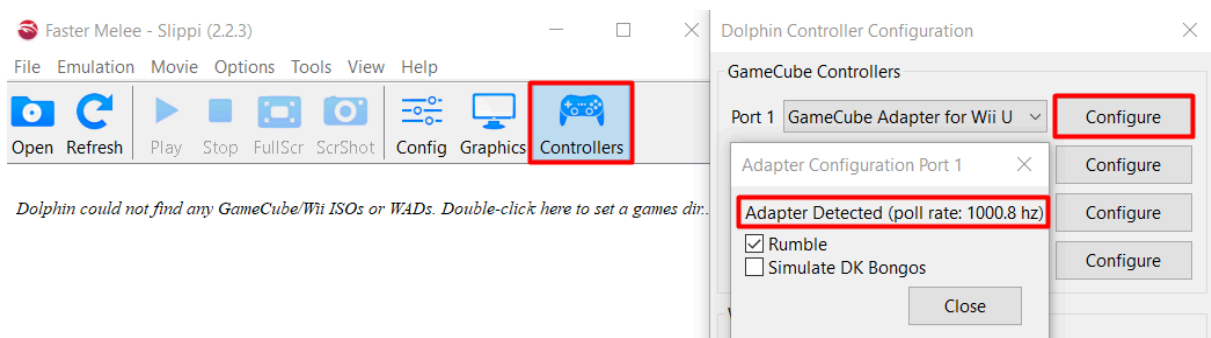 Faster Melee - Slippi (2.2.3)
File Emulation Movie Options Tools View Help
Open Refresh Play Stop FullScr ScrShot Config Graphics Controllers
Dolphin could not find any GameCube/Wii ISOs or WADs. Double-click here to set a games dir...
Dolphin Controller Configuration
GameCube Controllers
Port 1 GameCube Adapter for Wii U Configure
Adapter Configuration Port 1
Configure
Adapter Detected (poll rate: 1000.8 hz)
Configure
Rumble
Simulate DK Bongos
Configure
Close